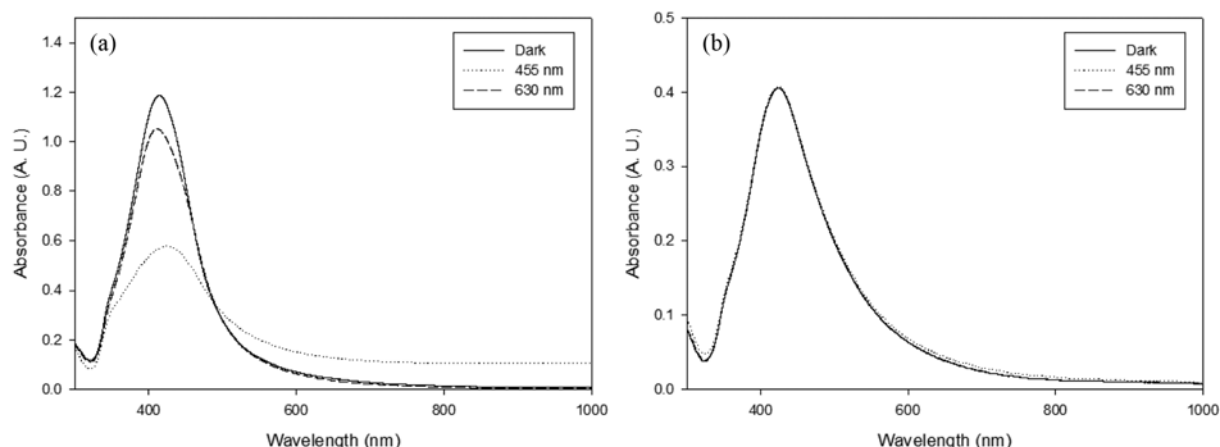 (a)
Dark
455 nm
630 nm
Absorbance (A. U.)
1.4
1.2
1.0
0.8
0.6
0.4
0.2
0.0
400
600
800
1000
Wavelength (nm)
(b)
Dark
455 nm
630 nm
Absorbance (A. U.)
0.5
0.4
0.3
0.2
0.1
0.0
400
600
800
1000
Wavelength (nm)